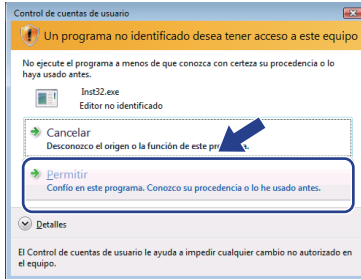 Control de cuentas de usuario
Un programa no identificado desea tener acceso a este equipo
No ejecute el programa a menos de que conozca con certeza su procedencia o lo
haya usado antes.
Inst32.exe
Editor no identificado
Cancelar
Desconozco el origen o la función de este
Permitir
Confío en este programa. Conozco su procedencia o lo he usado antes.
Detalles
El Control de cuentas de usuario le ayuda a impedir cualquier cambio no autorizado en
el equipo.